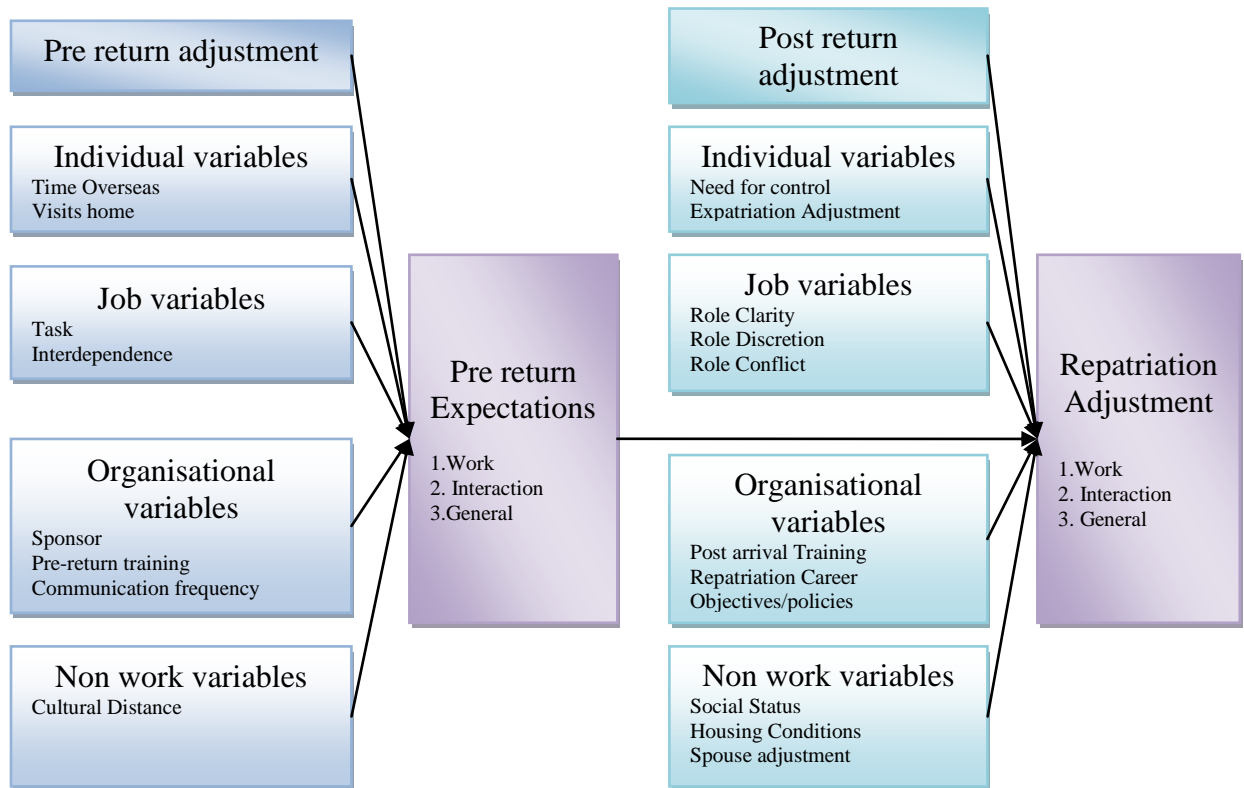 Pre return adjustment
Individual variables
Time Overseas
Visits home
Job variables
Task
Interdependence
Organisational
variables
Sponsor
Pre-return training
Communication frequency
Non work variables
Cultural Distance
Pre return
Expectations
1.Work
2. Interaction
3.General
Post return
adjustment
Individual variables
Need for control
Expatriation Adjustment
Job variables
Role Clarity
Role Discretion
Role Conflict
Organisational
variables
Post arrival Training
Repatriation Career
Objectives/policies
Non work variables
Social Status
Housing Conditions
Spouse adjustment
Repatriation
Adjustment
1.Work
2. Interaction
3. General